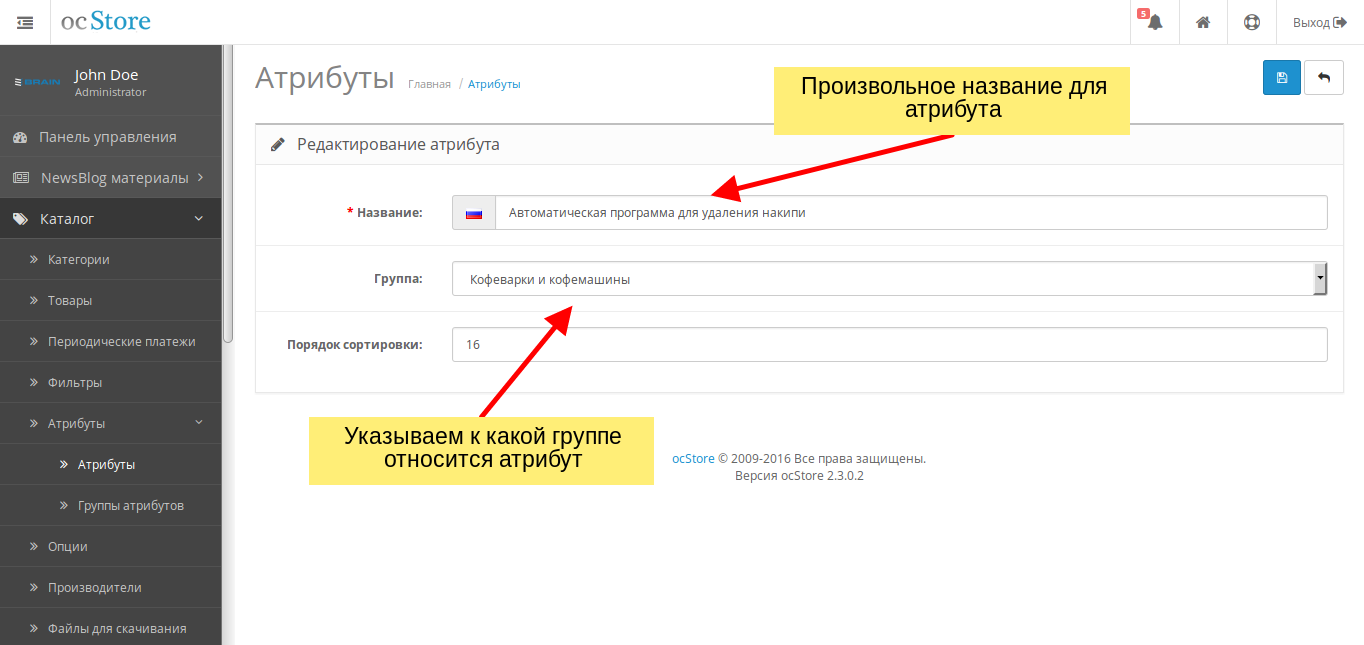 ocStore
5
Выход
BRAIN
John Doe
Administrator
Панель управления
NewsBlog материалы
Каталог
Категории
Товары
Периодические платежи
Фильтры
Атрибуты
Атрибуты
Группы атрибутов
Опции
Производители
Файлы для скачивания
Атрибуты
Главная / Атрибуты
Произвольное название для
атрибута
Редактирование атрибута
* Название:
Автоматическая программа для удаления накипи
Группа:
Кофеварки и кофемашины
Порядок сортировки:
16
Указываем к какой группе
относится атрибут
ocStore © 2009-2016 Все права защищены.
Версия ocStore 2.3.0.2